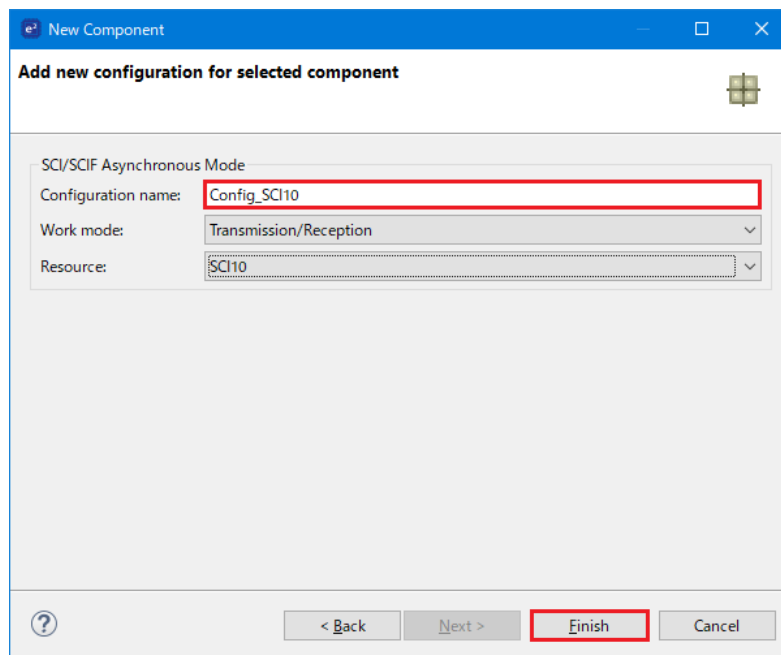 e² New Component
Add new configuration for selected component
SCI/SCIF Asynchronous Mode
Configuration name: Config_SCI10
Work mode: Transmission/Reception
Resource: SCI10
? < Back Next > Finish Cancel